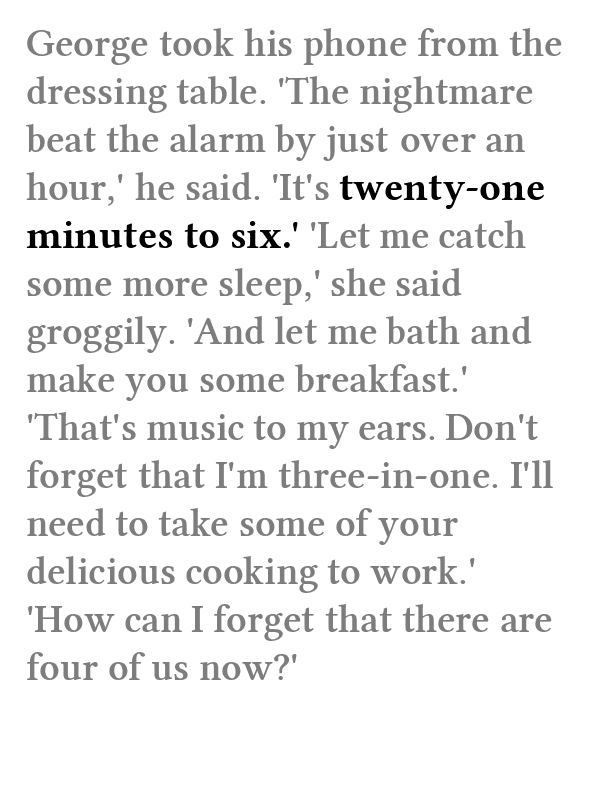 George took his phone from the
dressing table. 'The nightmare
beat the alarm by just over an
hour,' he said. 'It's twenty-one
minutes to six.' 'Let me catch
some more sleep,' she said
groggily. 'And let me bath and
make you some breakfast.'
'That's music to my ears. Don't
forget that I'm three-in-one. I'll
need to take some of your
delicious cooking to work.'
'How can I forget that there are
four of us now?'